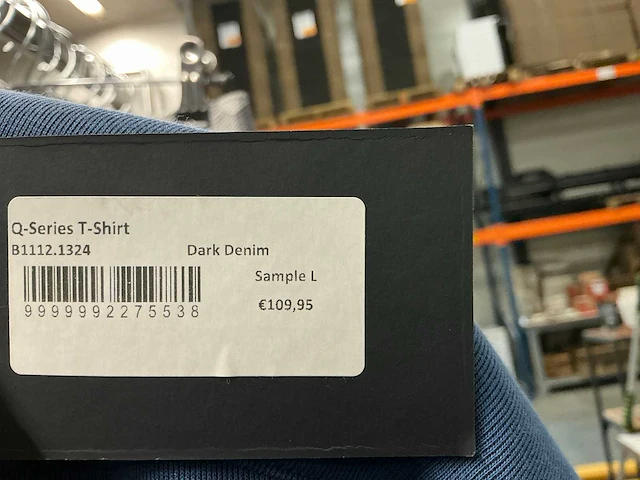 Q-Series T-Shirt
B1112.1324 Dark Denim
Sample L
€109,95
9999992275538